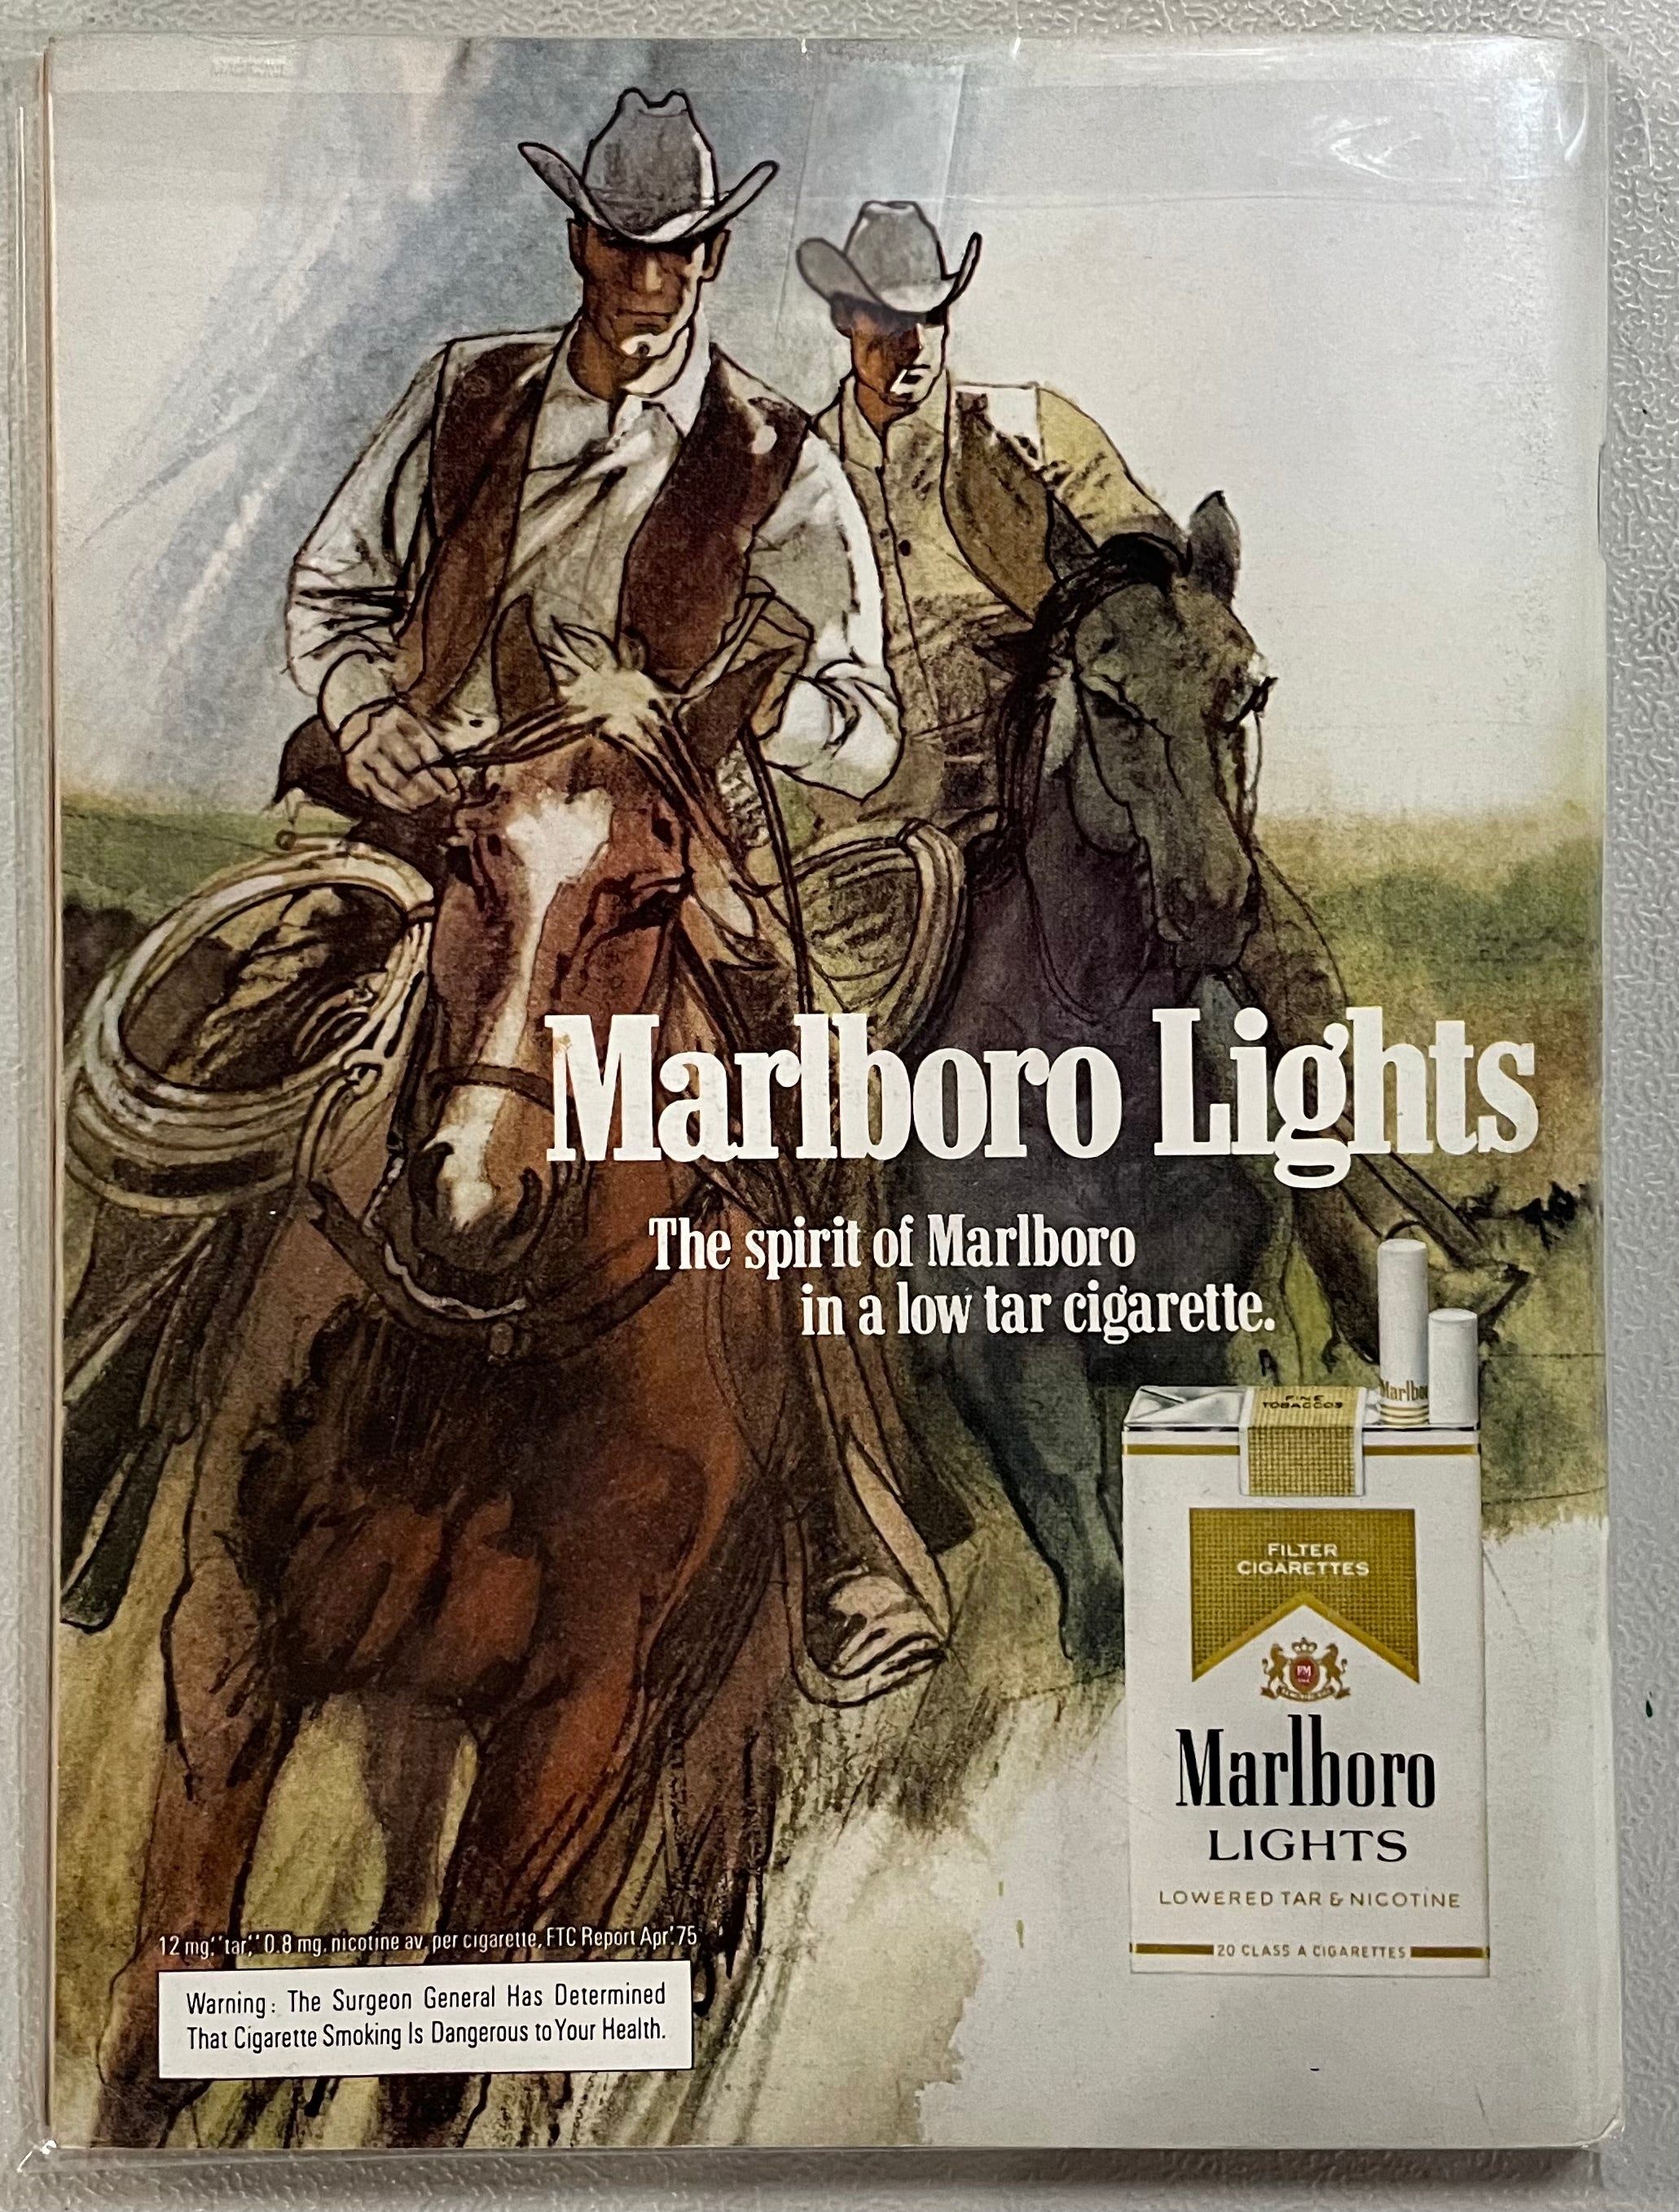 Marlboro Lights
The spirit of Marlboro
in a low tar cigarette.
Marlbo
FINE
TOBACCOS
FILTER
CIGARETTES
PM
Marlboro
LIGHTS
LOWERED TAR & NICOTINE
20 CLASS A CIGARETTES
12 mg."tar," 0.8 mg. nicotine av. per cigarette, FTC Report Apr.'75
Warning: The Surgeon General Has Determined
That Cigarette Smoking Is Dangerous to Your Health.